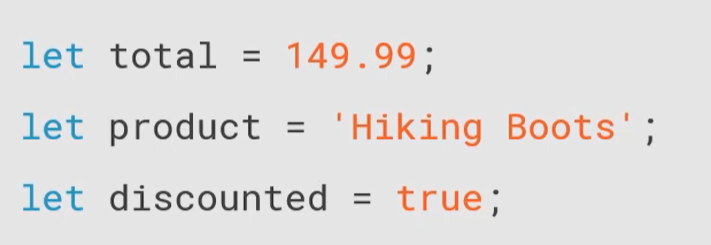 let total = 149.99;
let product = 'Hiking Boots';
let discounted = true;